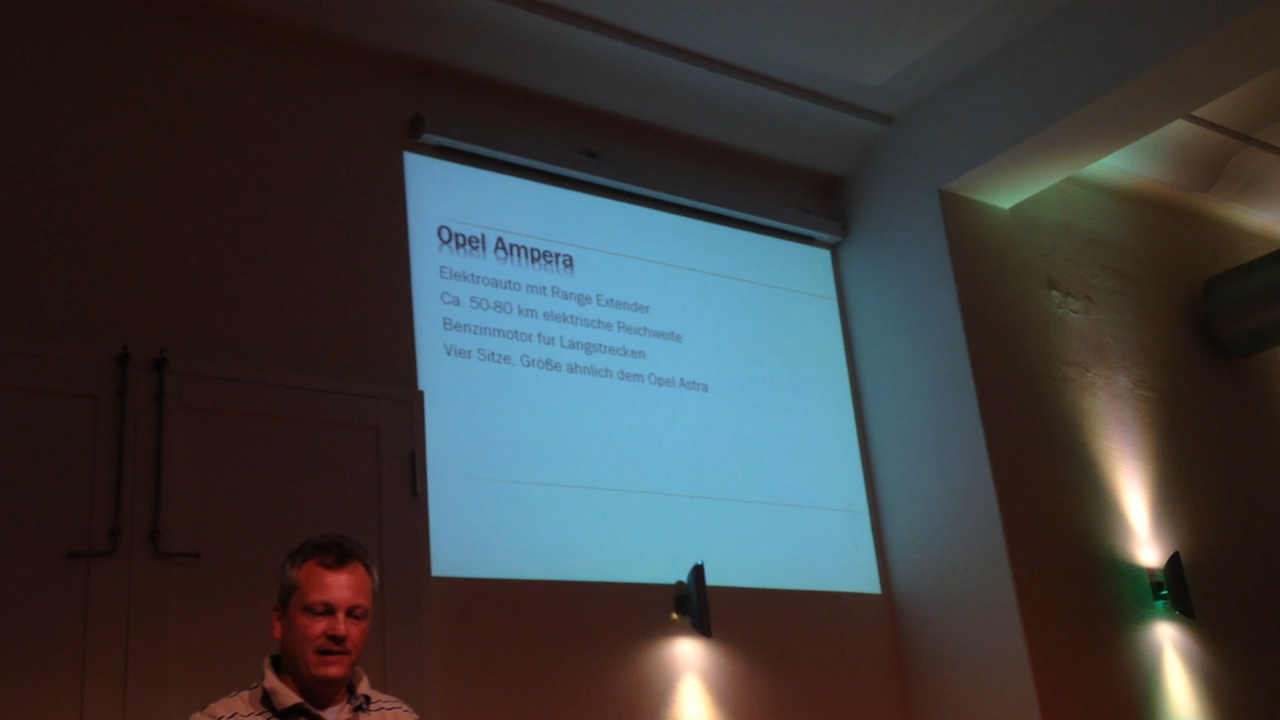 Opel Ampera
Elektroauto mit Range Extender
Ca. 50-80 km elektrische Reichweite
Benzinmotor für Langstrecken
Vier Sitze, Größe ähnlich dem Opel Astra